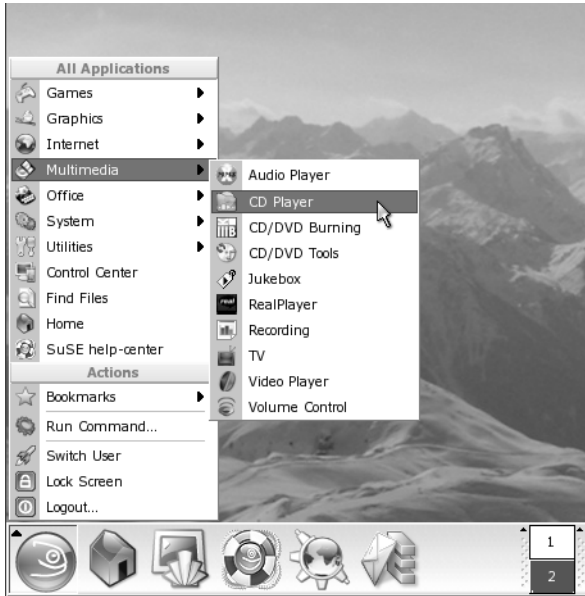 All Applications
Games
Graphics
Internet
Multimedia
Office
System
Utilities
Control Center
Find Files
Home
SuSE help-center
Actions
Bookmarks
Run Command...
Switch User
Lock Screen
Logout...
Audio Player
CD Player
CD/DVD Burning
CD/DVD Tools
Jukebox
real
RealPlayer
Recording
TV
Video Player
Volume Control
1
2